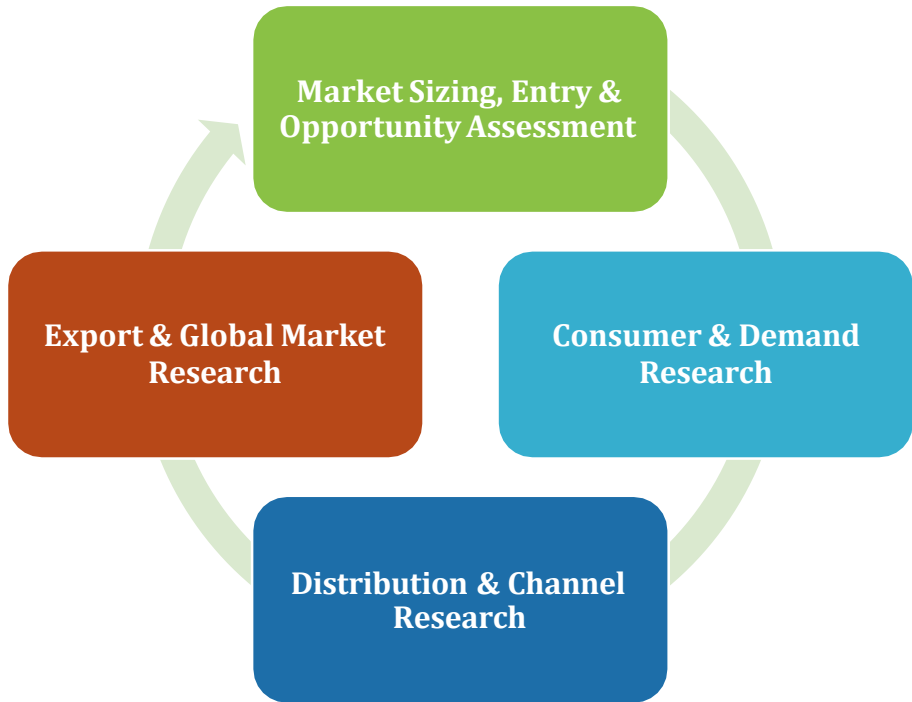 Market Sizing, Entry &
Opportunity Assessment
Export & Global Market
Research
Consumer & Demand
Research
Distribution & Channel
Research